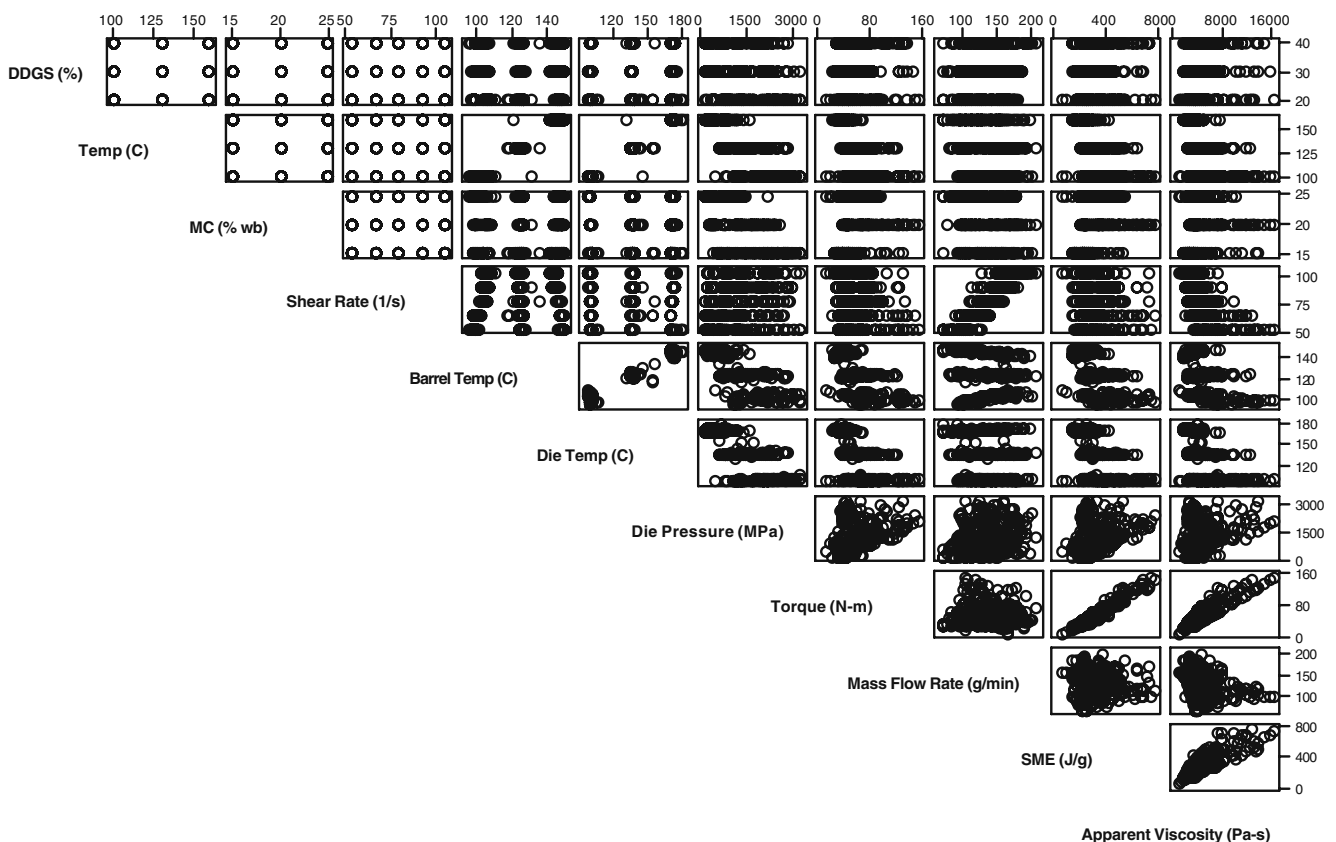 100 125 150 15 20 25 50 75 100 100 120 140 120 150 180 0 1500 3000 0 80 160 100 150 200 0 400 800 0 8000 16000
DDGS (%) 40
30
20
Temp (C) 150
125
100
MC (% wb) 25
20
15
Shear Rate (1/s) 100
75
50
Barrel Temp (C) 140
120
100
Die Temp (C) 180
150
120
Die Pressure (MPa) 3000
1500
0
Torque (N-m) 160
80
0
Mass Flow Rate (g/min) 200
150
100
SME (J/g) 800
400
0
Apparent Viscosity (Pa-s)